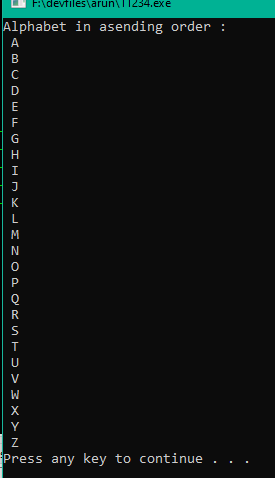 F:\devfiles\arun\11234.exe
Alphabet in asending order :
A
B
C
D
E
F
G
H
I
J
K
L
M
N
O
P
Q
R
S
T
U
V
W
X
Y
Z
Press any key to continue . . .